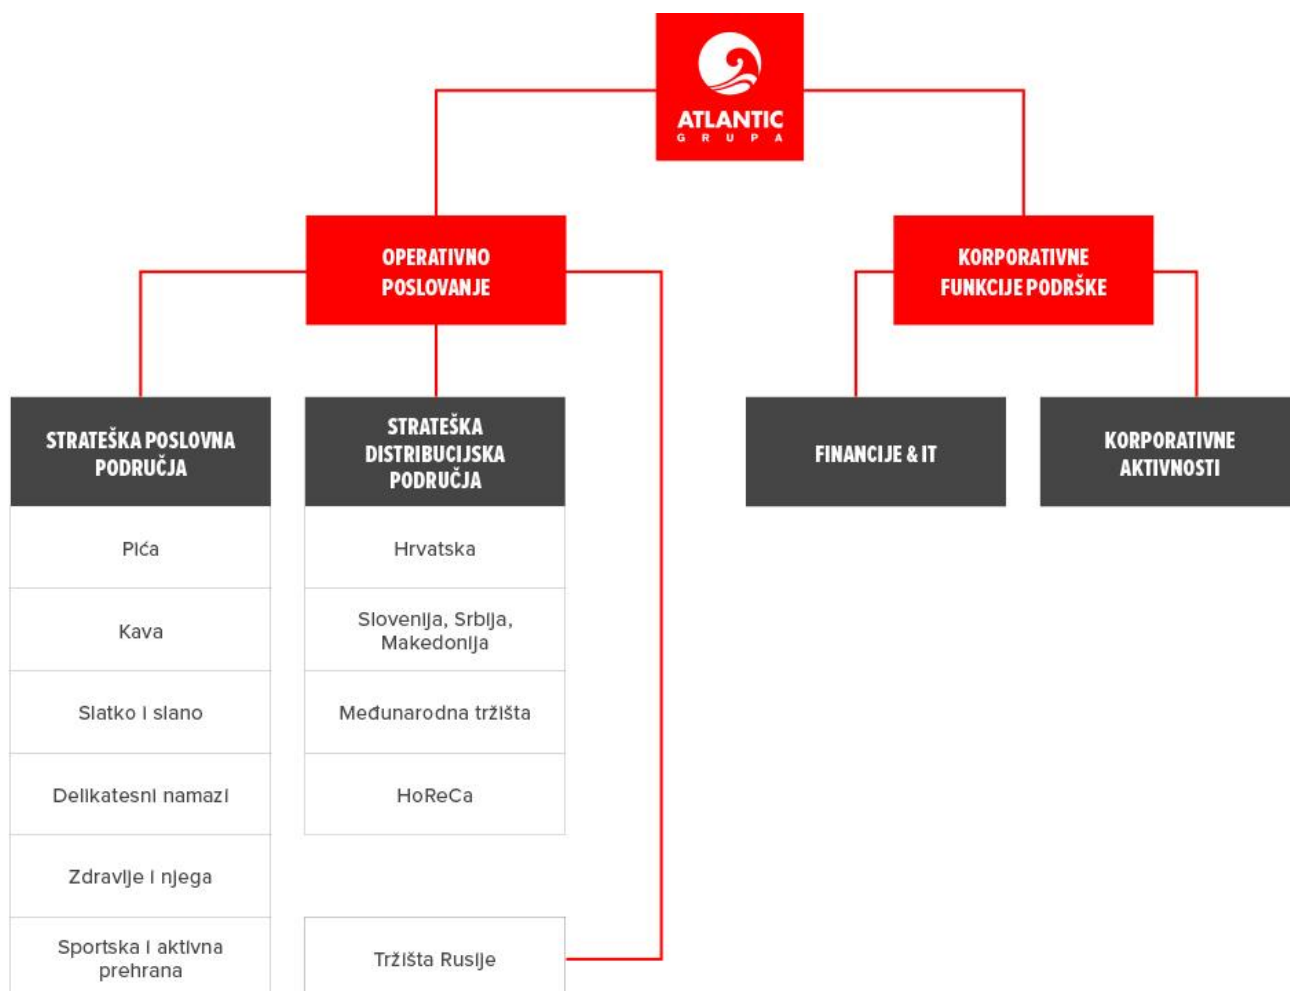 ATLANTIC
GRUPA
OPERATIVNO
POSLOVANJE
KORPORATIVNE
FUNKCIJE PODRŠKE
STRATEŠKA POSLOVNA
PODRUČJA
STRATEŠKA
DISTRIBUCIJSKA
PODRUČJA
FINANCIJE & IT
KORPORATIVNE
AKTIVNOSTI
Pića
Kava
Slatko i slano
Delikatesni namazi
Zdravlje i njega
Sportska i aktivna
prehrana
Hrvatska
Slovenija, Srbija,
Makedonija
Međunarodna tržišta
HoReCa
Tržišta Rusije